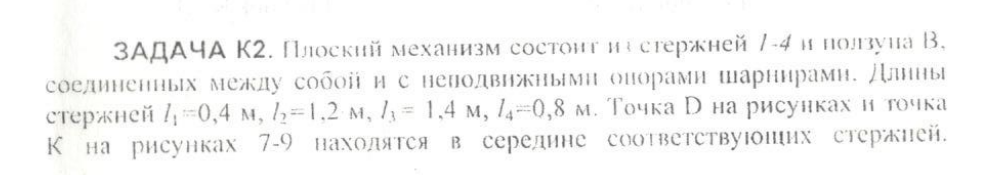 ЗАДАЧА К2. Плоский механизм состоит из стержней 1-4 и ползуна В,
соединенных между собой и с неподвижными опорами шарнирами. Длины
стержней l₁=0,4 м, l₂=1,2 м, l₃ = 1,4 м, l₄=0,8 м. Точка D на рисунках и точка
К на рисунках 7-9 находятся в середине соответствующих стержней.